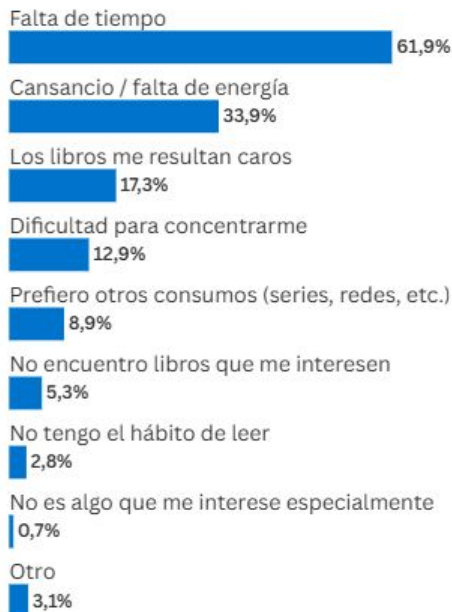 Falta de tiempo
61,9%
Cansancio / falta de energía
33,9%
Los libros me resultan caros
17,3%
Dificultad para concentrarme
12,9%
Prefiero otros consumos (series, redes, etc.)
8,9%
No encuentro libros que me interesen
5,3%
No tengo el hábito de leer
2,8%
No es algo que me interese especialmente
0,7%
Otro
3,1%